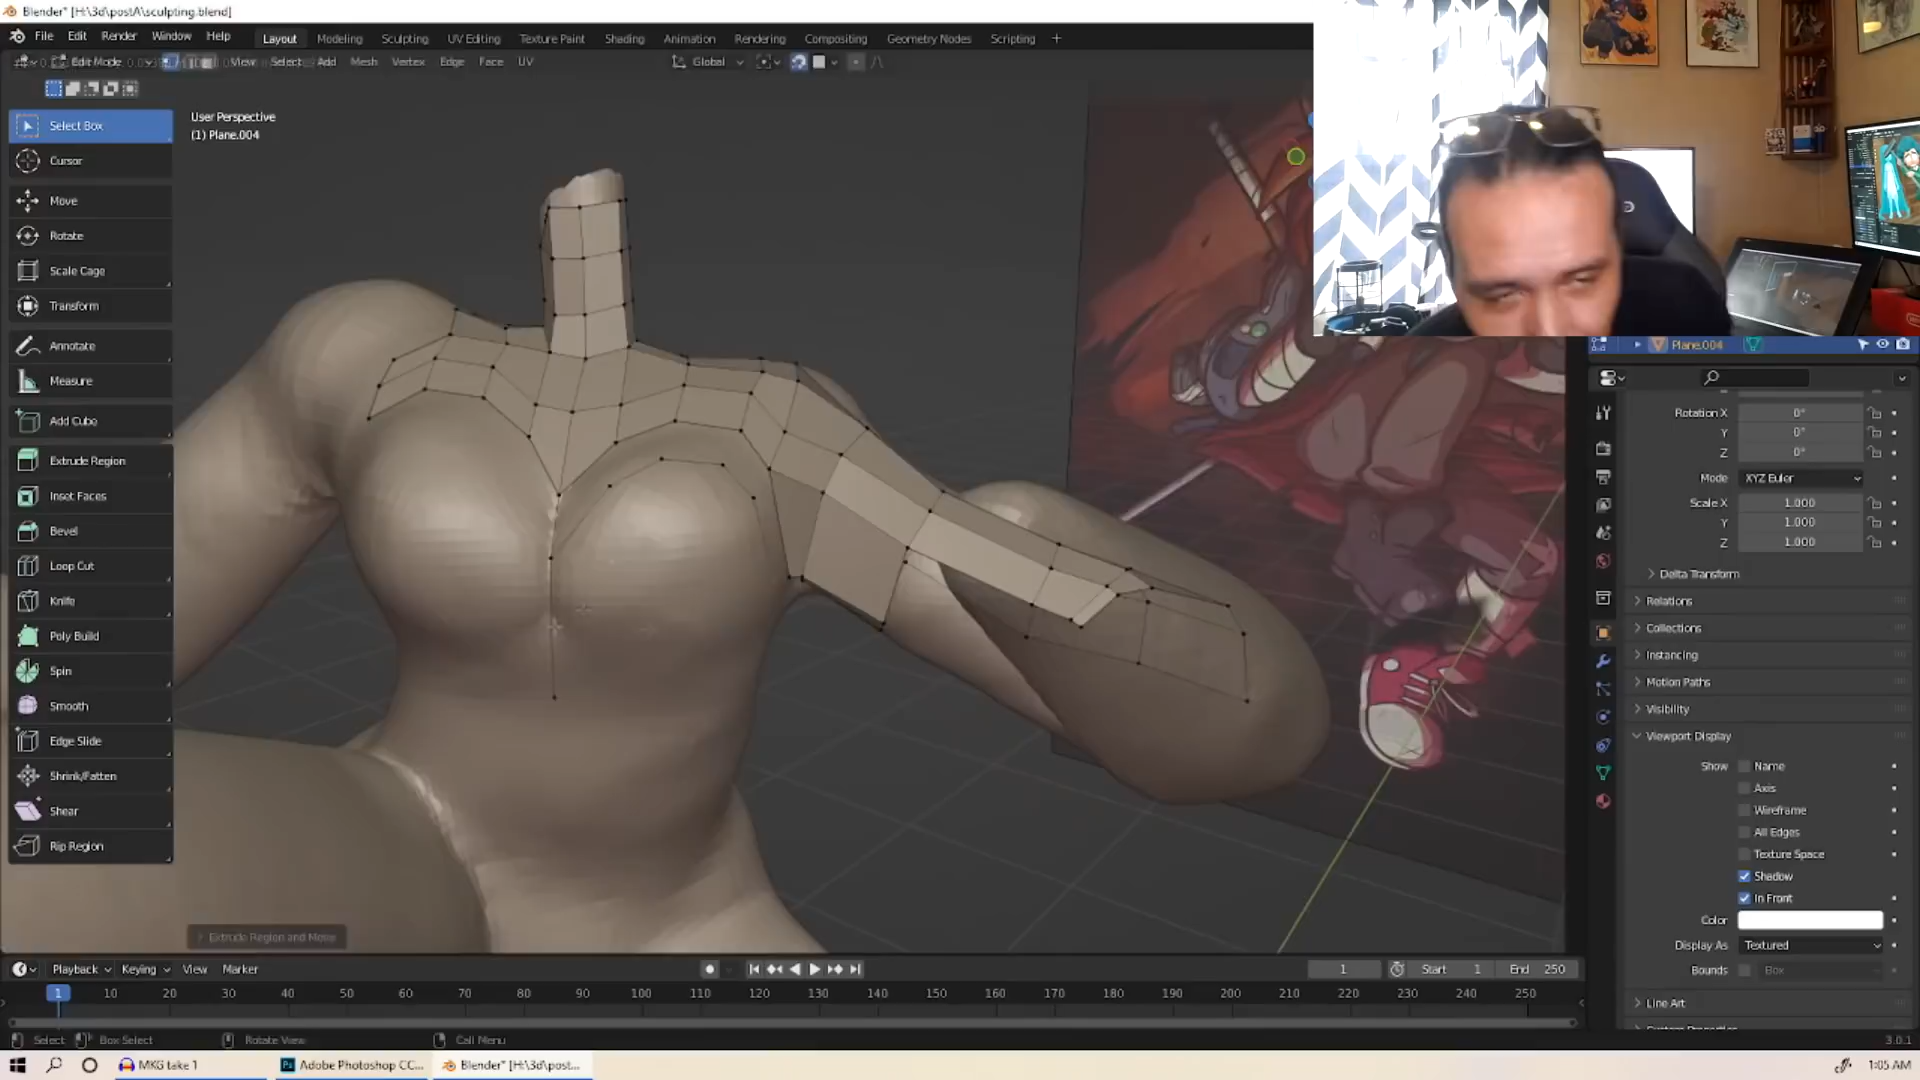 Blender* [H:\3d\postA\sculpting.blend]
File Edit Render Window Help Layout Modeling Sculpting UV Editing Texture Paint Shading Animation Rendering Compositing Geometry Nodes Scripting +
Edit Mode View Select Add Mesh Vertex Edge Face UV Global
User Perspective
(1) Plane.004
Select Box
Cursor
Move
Rotate
Scale Cage
Transform
Annotate
Measure
Add Cube
Extrude Region
Inset Faces
Bevel
Loop Cut
Knife
Poly Build
Spin
Smooth
Edge Slide
Shrink/Fatten
Shear
Rip Region
Extrude Region and Move
Plane.004
Rotation X 0°
Y 0°
Z 0°
Mode XYZ Euler
Scale X 1.000
Y 1.000
Z 1.000
Delta Transform
Relations
Collections
Instancing
Motion Paths
Visibility
Viewport Display
Show Name
Axis
Wireframe
All Edges
Texture Space
Shadow
In Front
Color
Display As Textured
Bounds Box
Line Art
Playback Keying View Marker 1 Start 1 End 250
1 10 20 30 40 50 60 70 80 90 100 110 120 130 140 150 160 170 180 190 200 210 220 230 240 250
Select Box Select Rotate View Call Menu 3.0.1
MKG take 1 Adobe Photoshop CC... Blender* [H:\3d\post... 1:05 AM